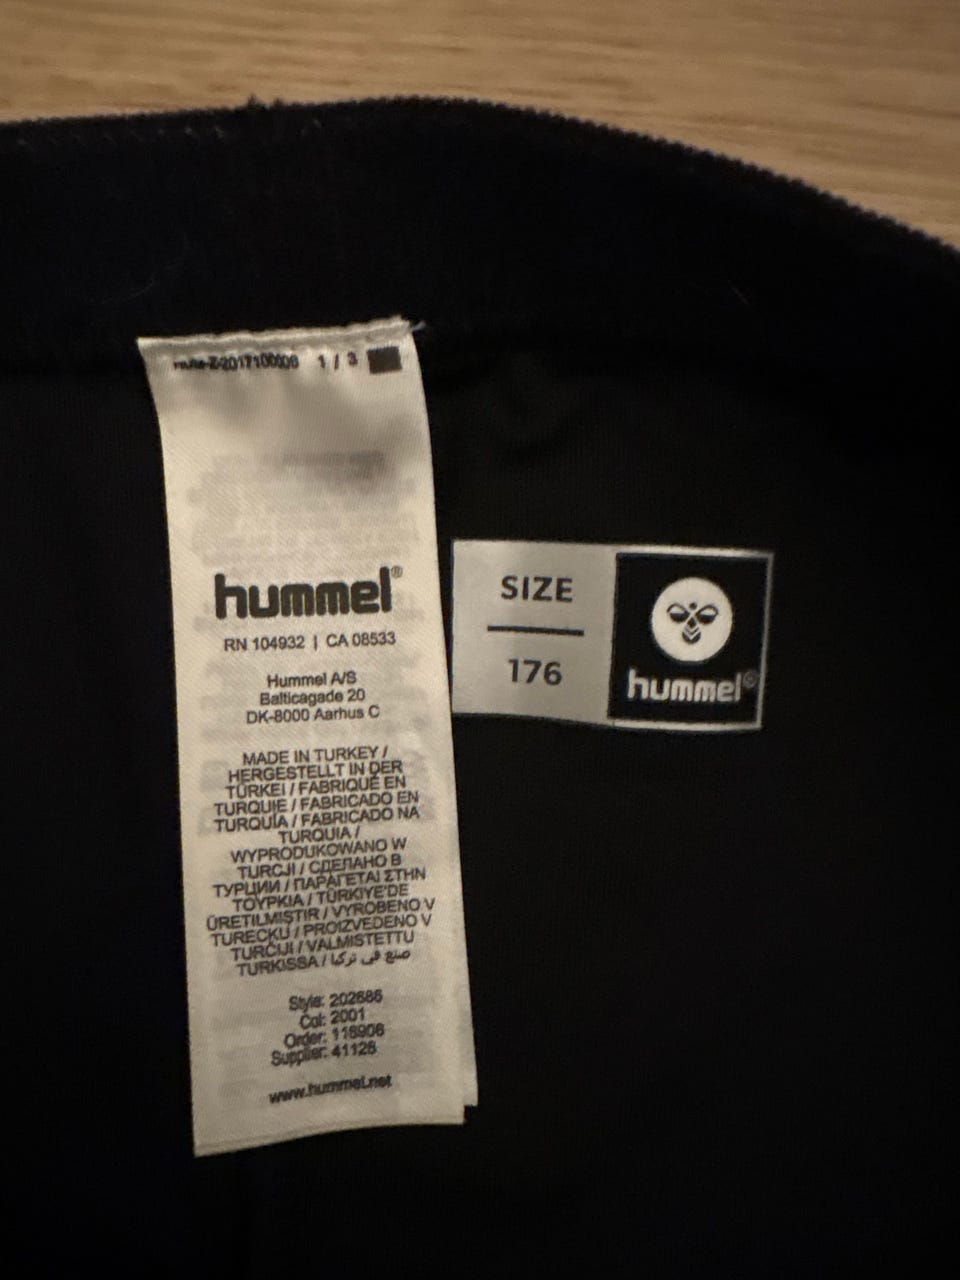 1 / 3
hummel®
RN 104932 | CA 08533
Hummel A/S
Balticagade 20
DK-8000 Aarhus C
MADE IN TURKEY /
HERGESTELLT IN DER
TÜRKEI / FABRIQUÉ EN
TURQUIE / FABRICADO EN
TURQUÍA / FABRICADO NA
TURQUIA /
WYPRODUKOWANO W
TURCJI / СДЕЛАНО В
ТУРЦИИ / ΠΑΡΑΓΕΤΑΙ ΣΤΗΝ
ΤΟΥΡΚΙΑ / TÜRKIYE'DE
ÜRETILMISTIR / VYROBENO V
TURECKU / PROIZVEDENO V
TURČIJI / VALMISTETTU
TURKISSA / صنع في تركيا
Style: 202686
Col: 2001
Order: 118906
Supplier: 41128
www.hummel.net
SIZE
176
hummel®